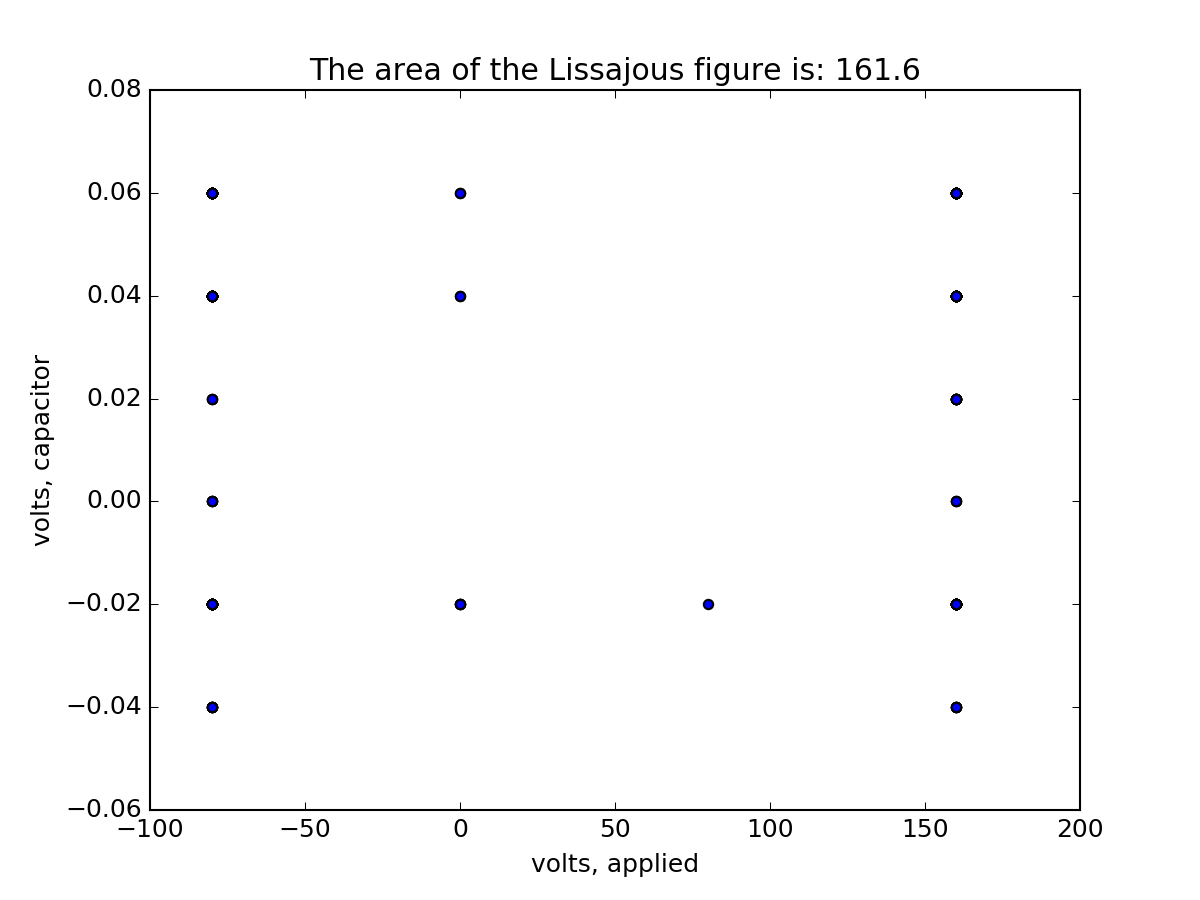 The area of the Lissajous figure is: 161.6
0.08
0.06
0.04
0.02
0.00
−0.02
−0.04
−0.06
volts, capacitor
−100 −50 0 50 100 150 200
volts, applied